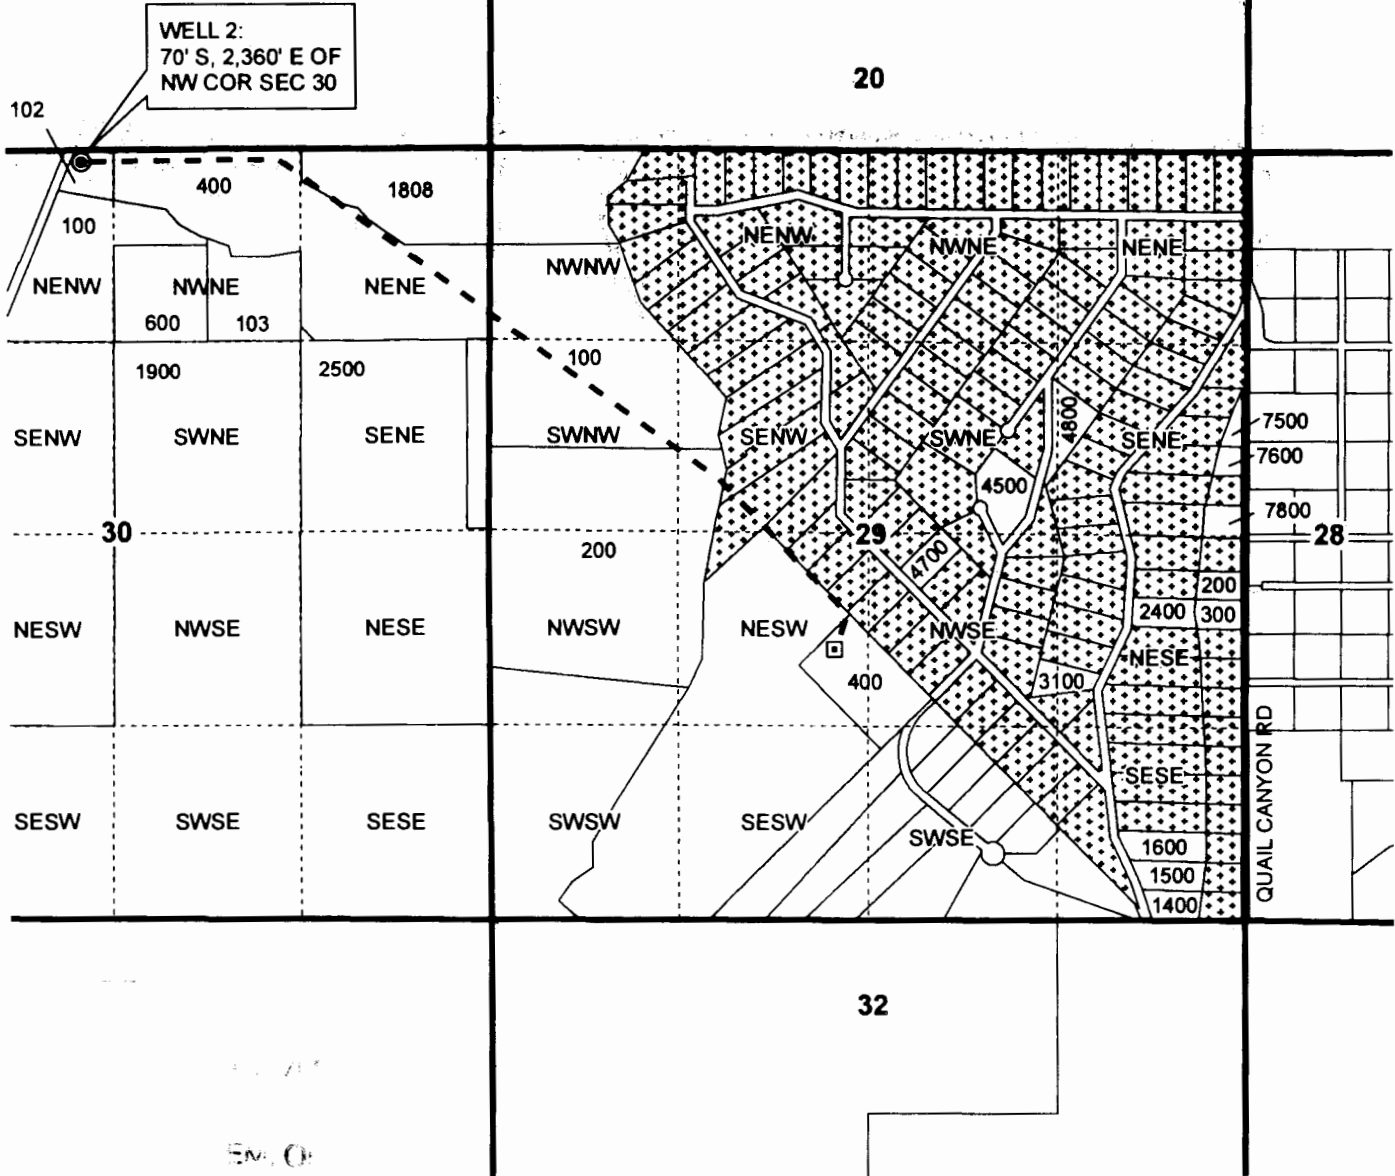 WELL 2:
70' S, 2,360' E OF
NW COR SEC 30
20
102
400
1808
100
NENW
NWNE
NENE
NWNW
NENW
NWNE
NENE
600
103
1900
2500
100
4800
7500
SENW
SWNE
SENE
SWNW
SENW
SWNE
SENE
7600
4500
7800
30
200
29
4700
28
200
2400
300
NESW
NWSE
NESE
NWSW
NESW
NWSE
NESE
400
3100
QUAIL CANYON RD
SESE
SESW
SWSE
SESE
SWSW
SESW
SWSE
1600
1500
1400
32